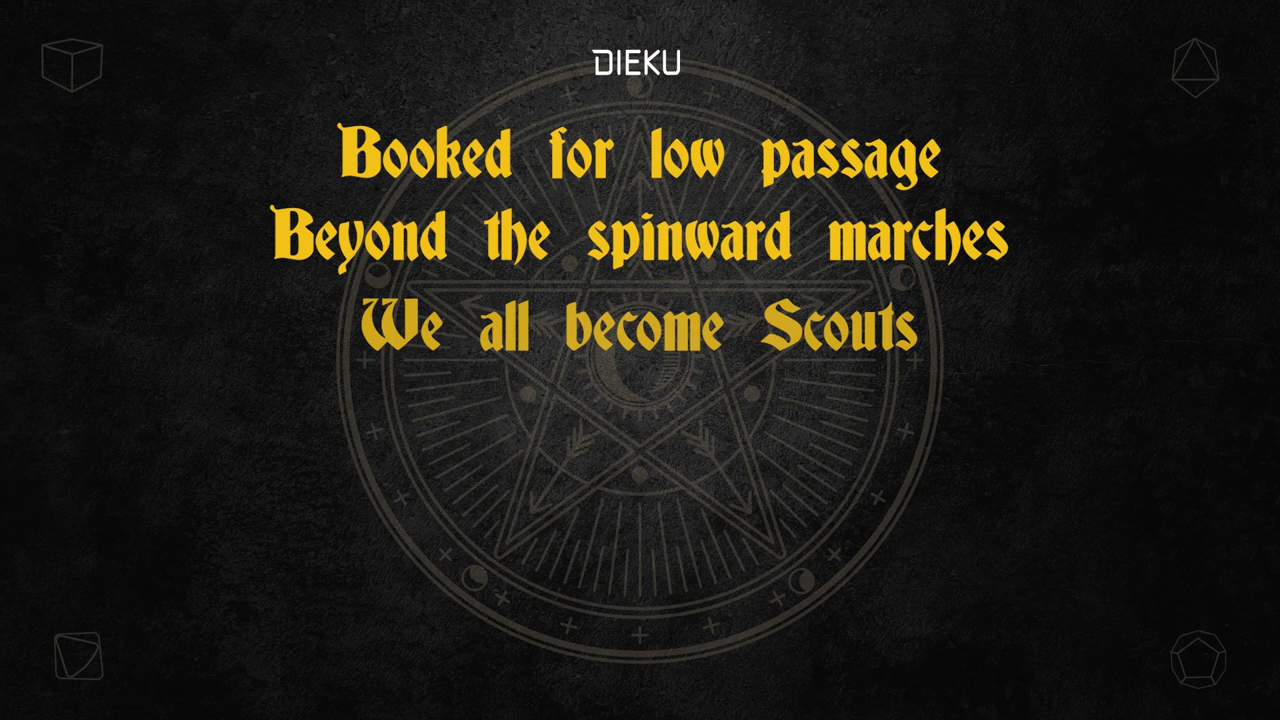 DIEKU
Booked for low passage
Beyond the spinward marches
We all become Scouts